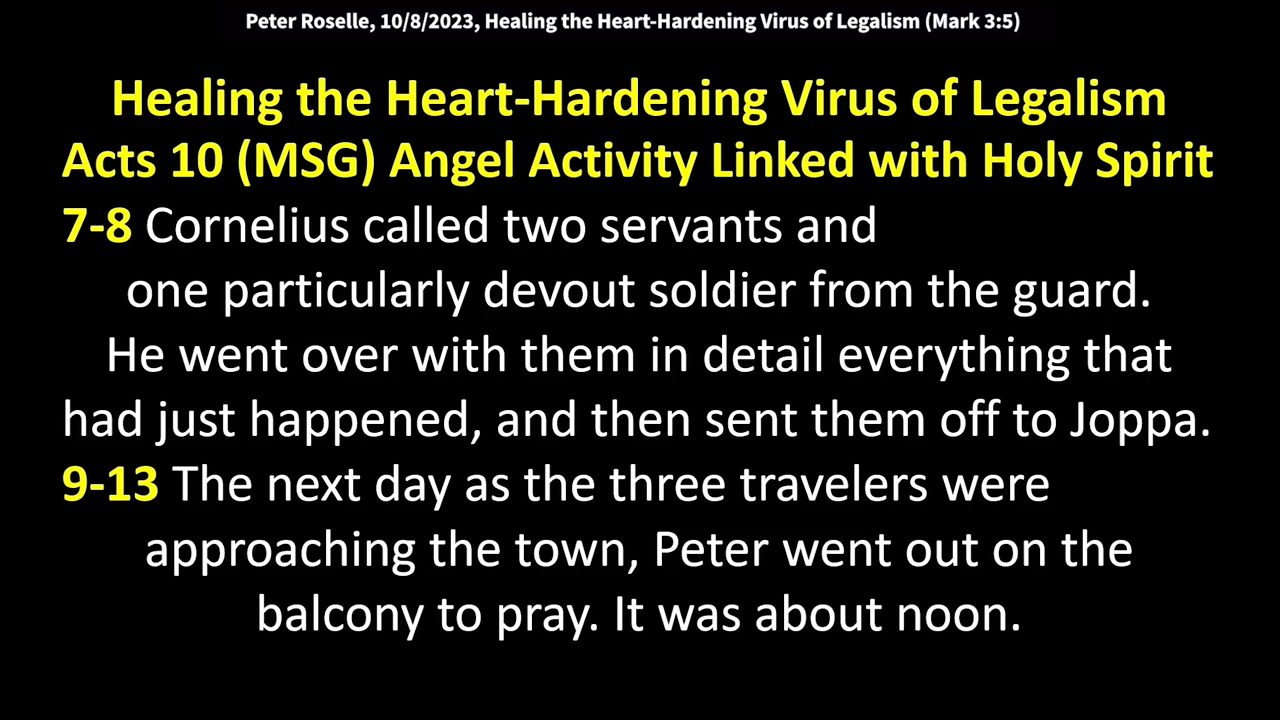 Peter Roselle, 10/8/2023, Healing the Heart-Hardening Virus of Legalism (Mark 3:5)
Healing the Heart-Hardening Virus of Legalism
Acts 10 (MSG) Angel Activity Linked with Holy Spirit
7-8 Cornelius called two servants and
one particularly devout soldier from the guard.
He went over with them in detail everything that
had just happened, and then sent them off to Joppa.
9-13 The next day as the three travelers were
approaching the town, Peter went out on the
balcony to pray. It was about noon.